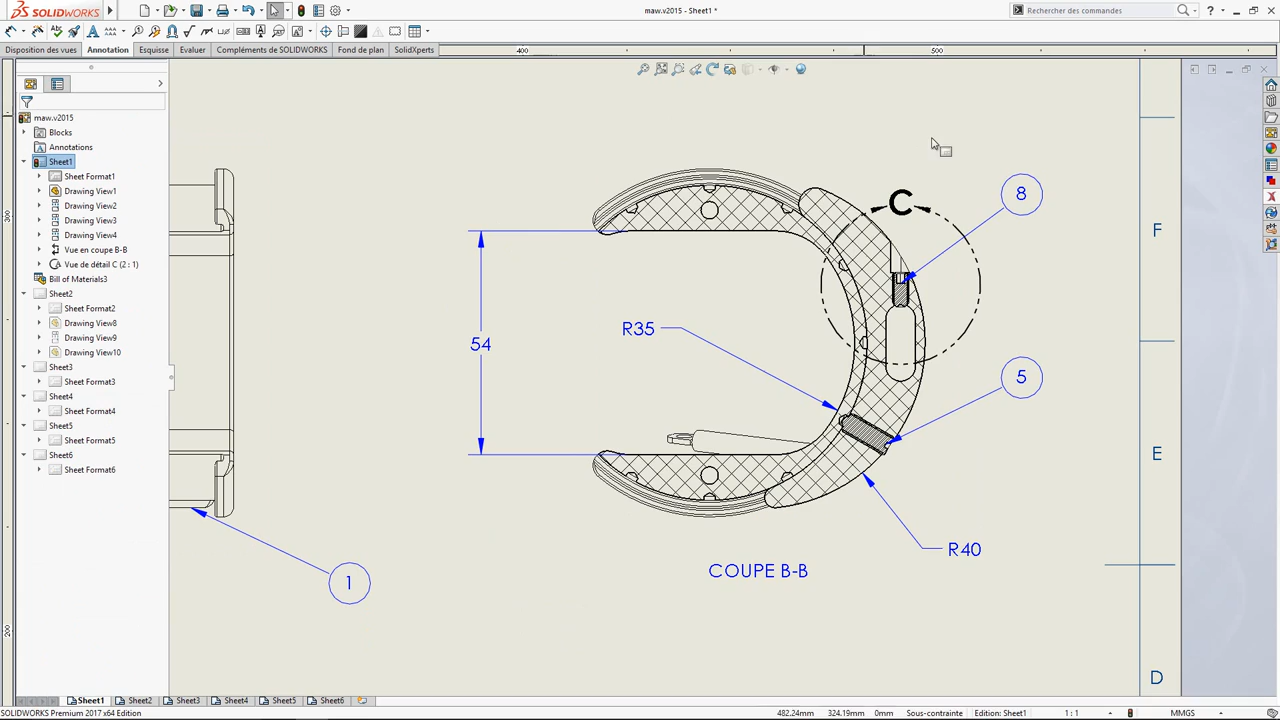 SOLIDWORKS
maw.v2015 - Sheet1 *
Rechercher des commandes
?
Disposition des vues
Annotation
Esquisse
Evaluer
Compléments de SOLIDWORKS
Fond de plan
SolidXperts
400
500
maw.v2015
Blocks
Annotations
Sheet1
Sheet Format1
Drawing View1
Drawing View2
Drawing View3
Drawing View4
Vue en coupe B-B
Vue de détail C (2 : 1)
Bill of Materials3
Sheet2
Sheet Format2
Drawing View8
Drawing View9
Drawing View10
Sheet3
Sheet Format3
Sheet4
Sheet Format4
Sheet5
Sheet Format5
Sheet6
Sheet Format6
300
200
C
8
F
R35
54
5
E
R40
COUPE B-B
1
D
Sheet1
Sheet2
Sheet3
Sheet4
Sheet5
Sheet6
SOLIDWORKS Premium 2017 x64 Edition
482.24mm
324.19mm
0mm
Sous-contrainte
Edition: Sheet1
1 : 1
MMGS